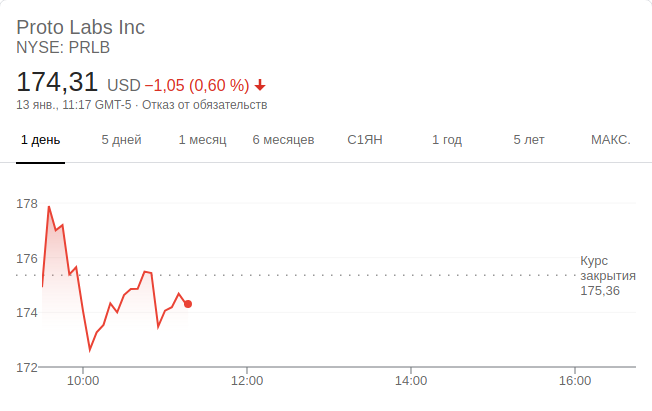 Proto Labs Inc
NYSE: PRLB
174,31 USD −1,05 (0,60 %)
13 янв., 11:17 GMT-5 · Отказ от обязательств
1 день 5 дней 1 месяц 6 месяцев С1ЯН 1 год 5 лет МАКС.
178
176
Курс
закрытия
175,36
174
172
10:00 12:00 14:00 16:00